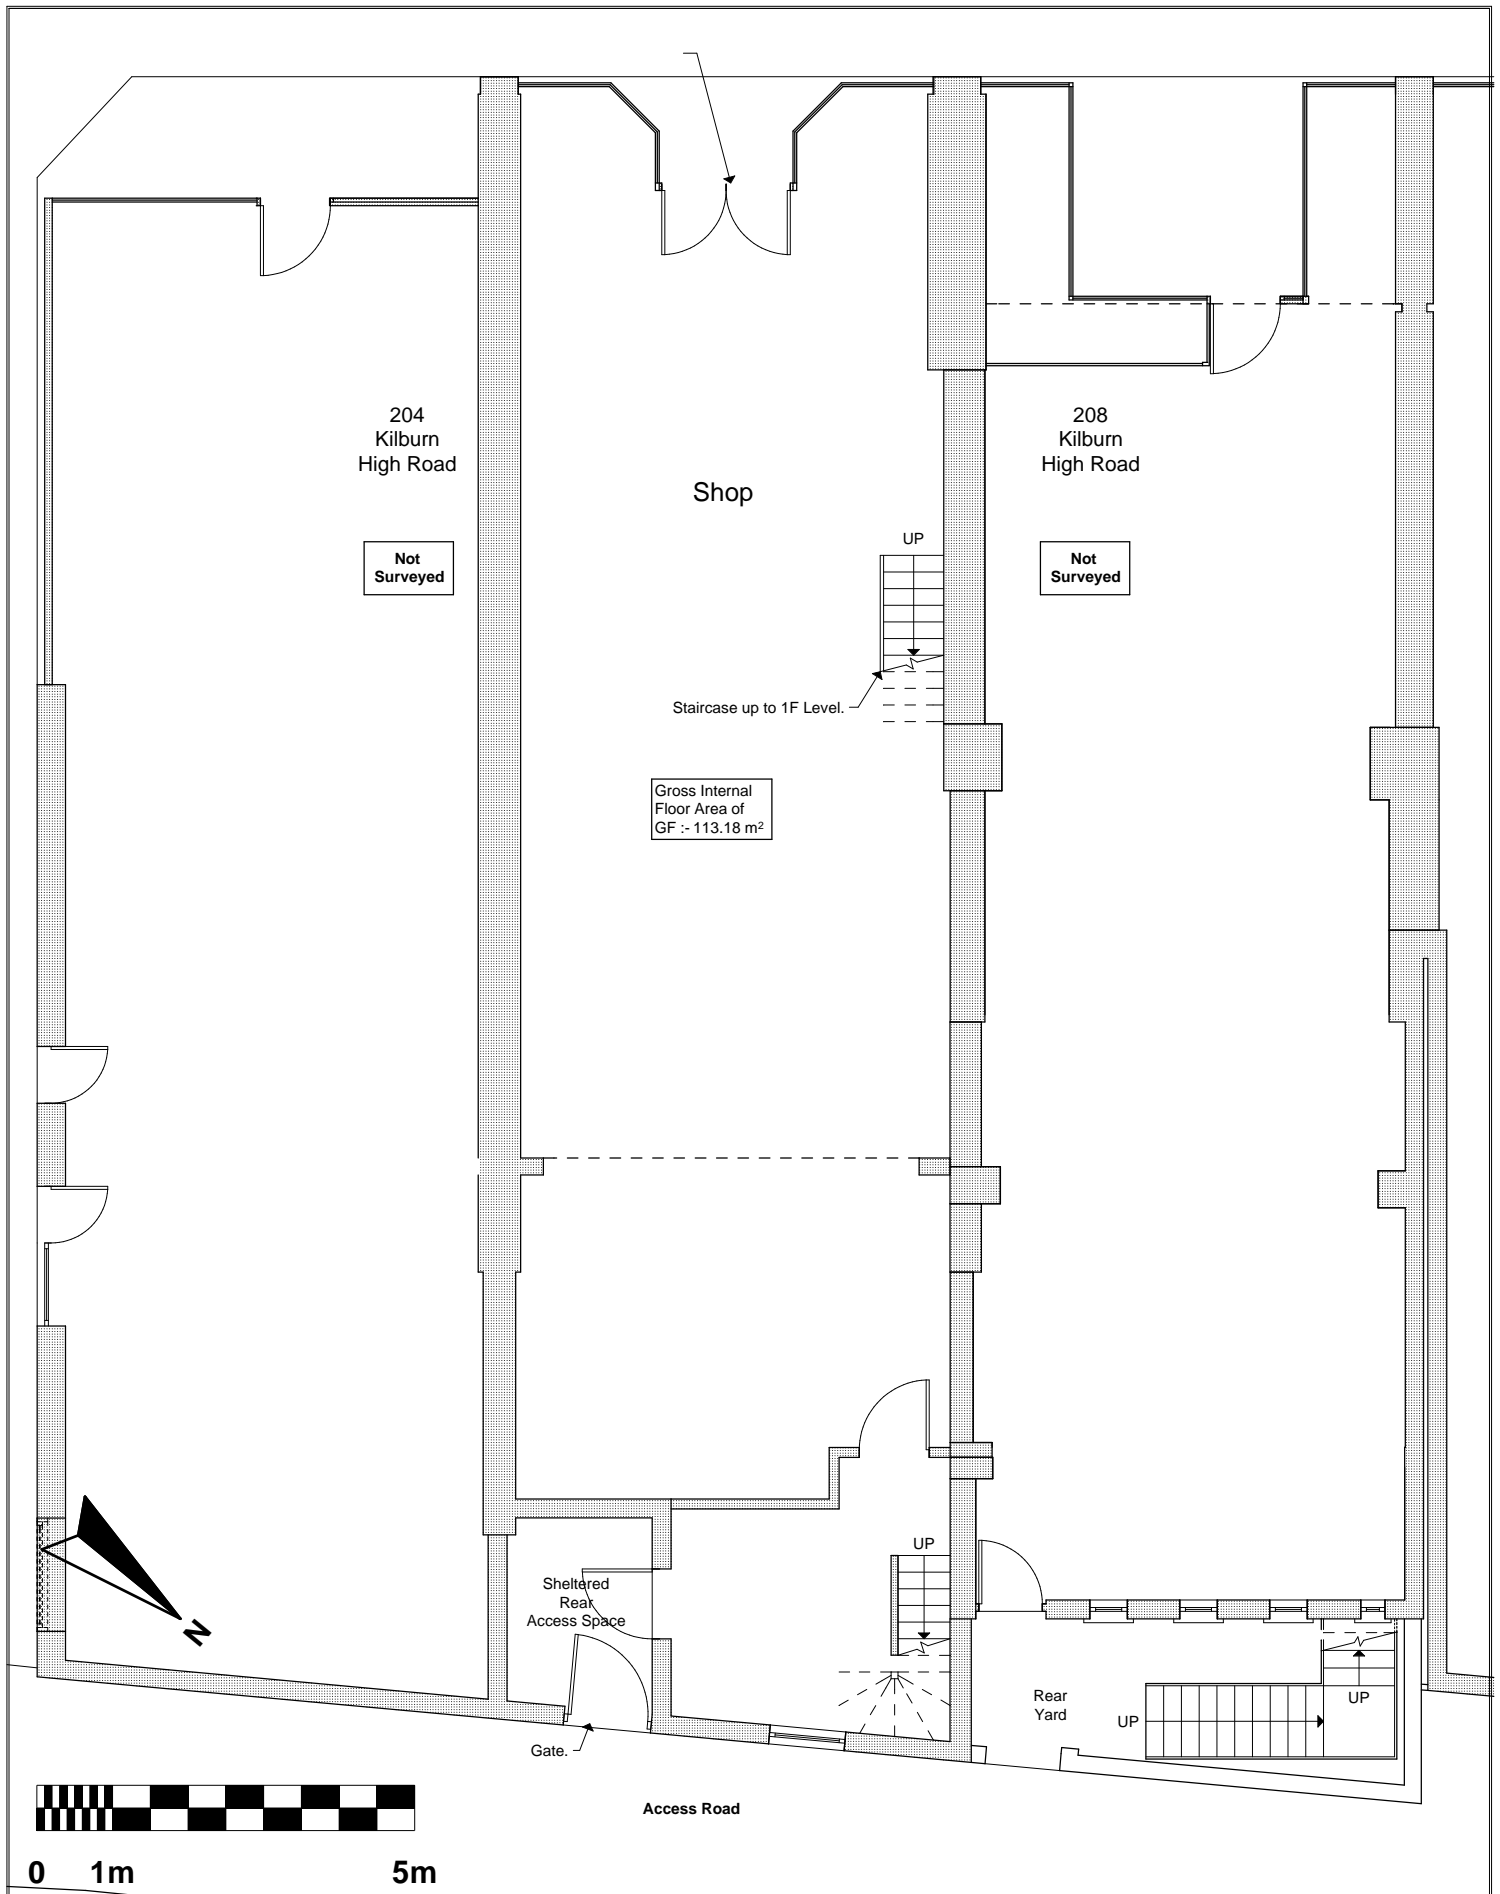 204
Kilburn
High Road
208
Kilburn
High Road
Shop
UP
Not
Surveyed
Not
Surveyed
Staircase up to 1F Level.
Gross Internal
Floor Area of
GF :- 113.18 m²
UP
Sheltered
Rear
Access Space
N
Rear
Yard
UP
UP
Gate.
Access Road
0 1m 5m